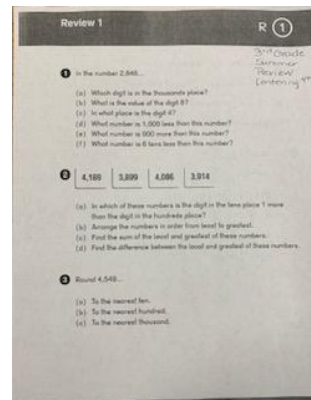 Review 1
R 1
3rd Grade
Summer
Review
(entering 4th
1 In the number 2,846...
(a) Which digit is in the thousands place?
(b) What is the value of the digit 8?
(c) In what place is the digit 4?
(d) What number is 1,000 less than this number?
(e) What number is 900 more than this number?
(f) What number is 6 tens less than this number?
2 4,189 3,899 4,086 3,914
(a) In which of these numbers is the digit in the tens place 1 more
than the digit in the hundreds place?
(b) Arrange the numbers in order from least to greatest.
(c) Find the sum of the least and greatest of these numbers.
(d) Find the difference between the least and greatest of these numbers.
3 Round 4,549...
(a) To the nearest ten.
(b) To the nearest hundred.
(c) To the nearest thousand.